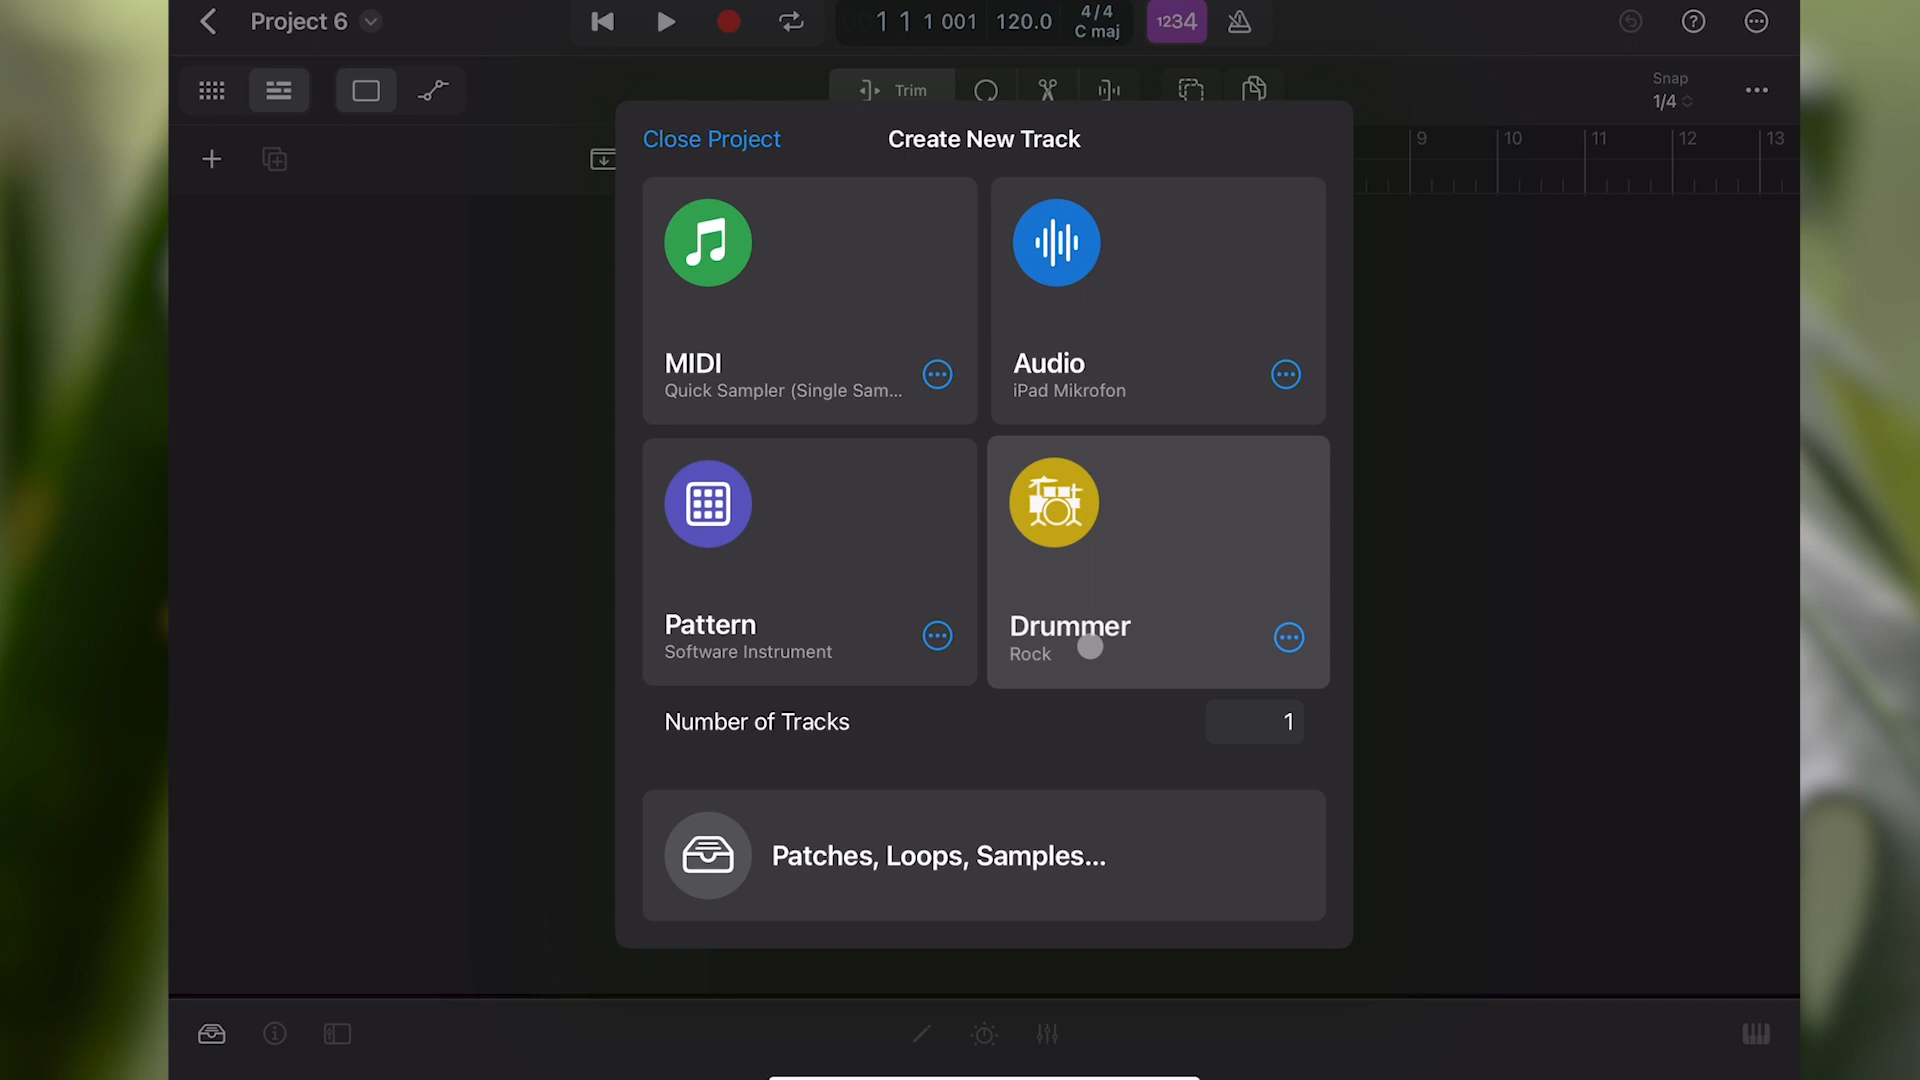 Project 6
1 1 1 001
120.0
4/4
C maj
1234
Trim
Snap
1/4
Close Project
Create New Track
9
10
11
12
13
MIDI
Quick Sampler (Single Sam...
Audio
iPad Mikrofon
Pattern
Software Instrument
Drummer
Rock
Number of Tracks
1
Patches, Loops, Samples...